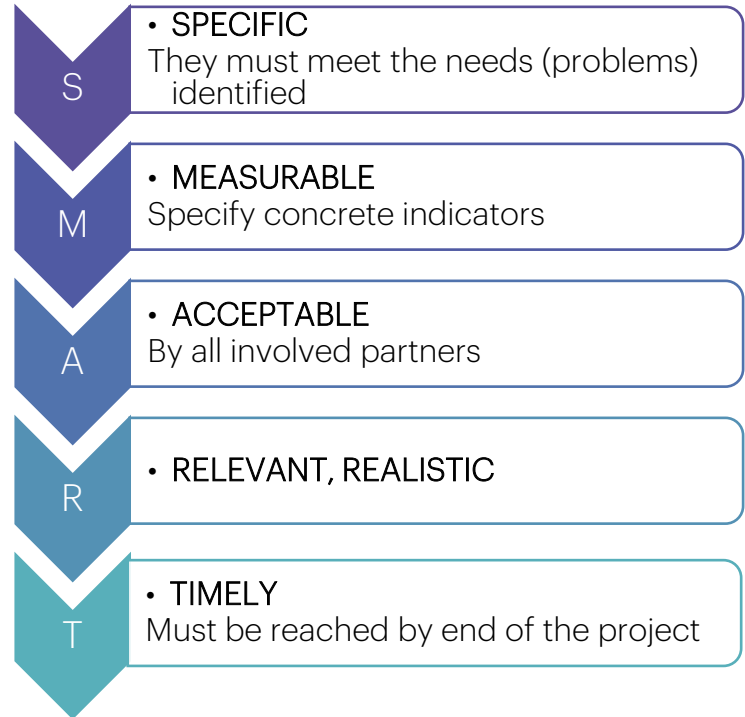 S
• SPECIFIC
They must meet the needs (problems)
identified
M
• MEASURABLE
Specify concrete indicators
A
• ACCEPTABLE
By all involved partners
R
• RELEVANT, REALISTIC
T
• TIMELY
Must be reached by end of the project